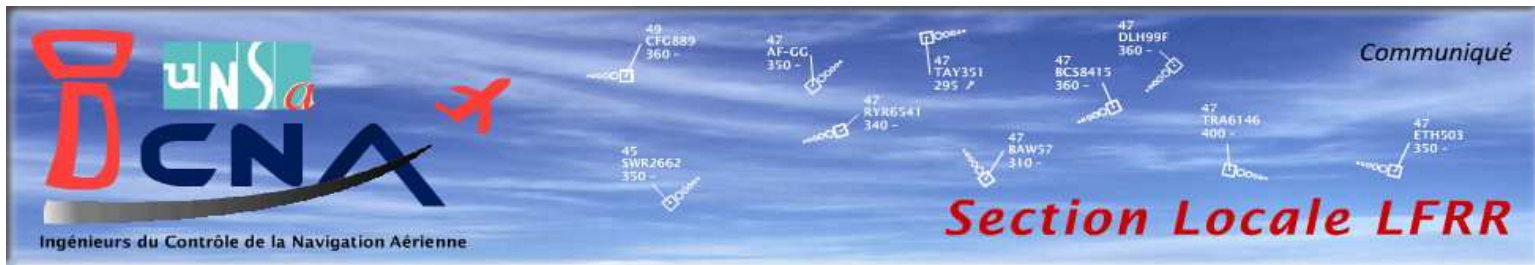 Communiqué
unsa
ICNA
Ingénieurs du Contrôle de la Navigation Aérienne
49
CFG889
360 -
47
AF-GG
350 -
47
TAY351
295 ↗
47
BCS8415
360 -
47
DLH99F
360 -
47
RYR6541
340 -
45
SWR2662
350 -
47
BAW57
310 -
47
TRA6146
400 -
47
ETH503
350 -
Section Locale LFRR